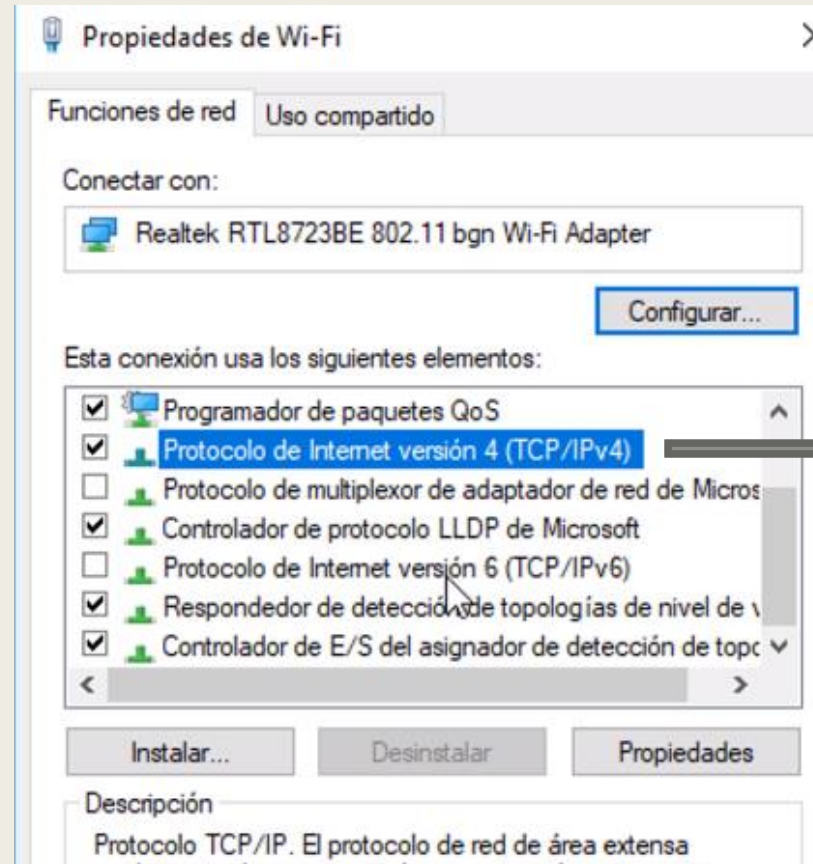 Propiedades de Wi-Fi
Funciones de red
Uso compartido
Conectar con:
Realtek RTL8723BE 802.11 bgn Wi-Fi Adapter
Configurar...
Esta conexión usa los siguientes elementos:
Programador de paquetes QoS
Protocolo de Internet versión 4 (TCP/IPv4)
Protocolo de multiplexor de adaptador de red de Micros
Controlador de protocolo LLDP de Microsoft
Protocolo de Internet versión 6 (TCP/IPv6)
Respondedor de detección de topologías de nivel de v
Controlador de E/S del asignador de detección de topo
Instalar...
Desinstalar
Propiedades
Descripción
Protocolo TCP/IP. El protocolo de red de área extensa